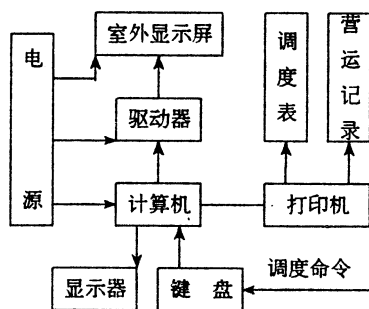 电源
室外显示屏
调度表
营运记录
驱动器
计算机
打印机
调度命令
显示器
键 盘